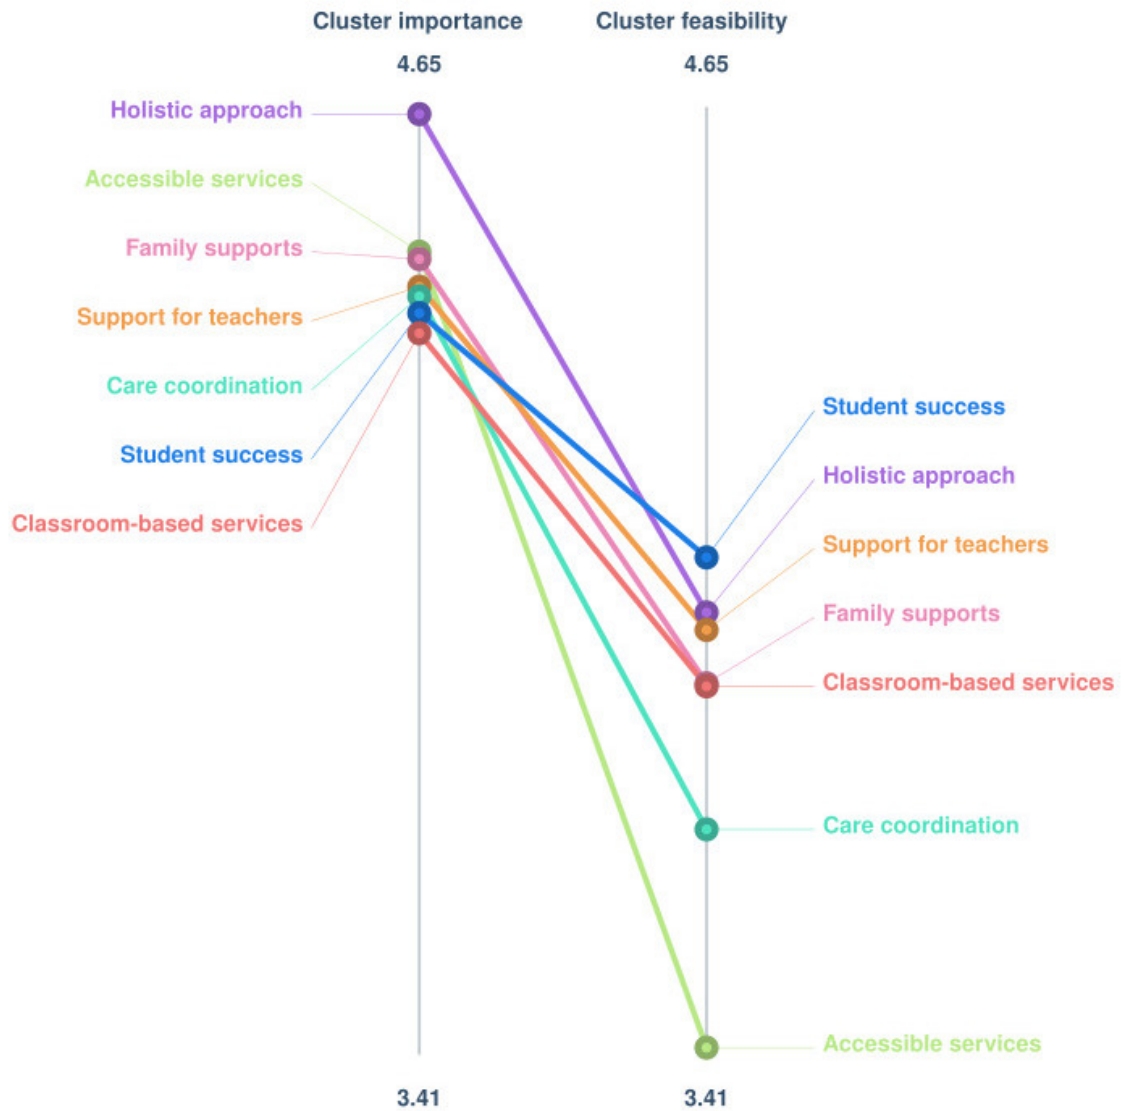 Cluster importance
Cluster feasibility
4.65
4.65
Holistic approach
Accessible services
Family supports
Support for teachers
Care coordination
Student success
Classroom-based services
Student success
Holistic approach
Support for teachers
Family supports
Classroom-based services
Care coordination
Accessible services
3.41
3.41